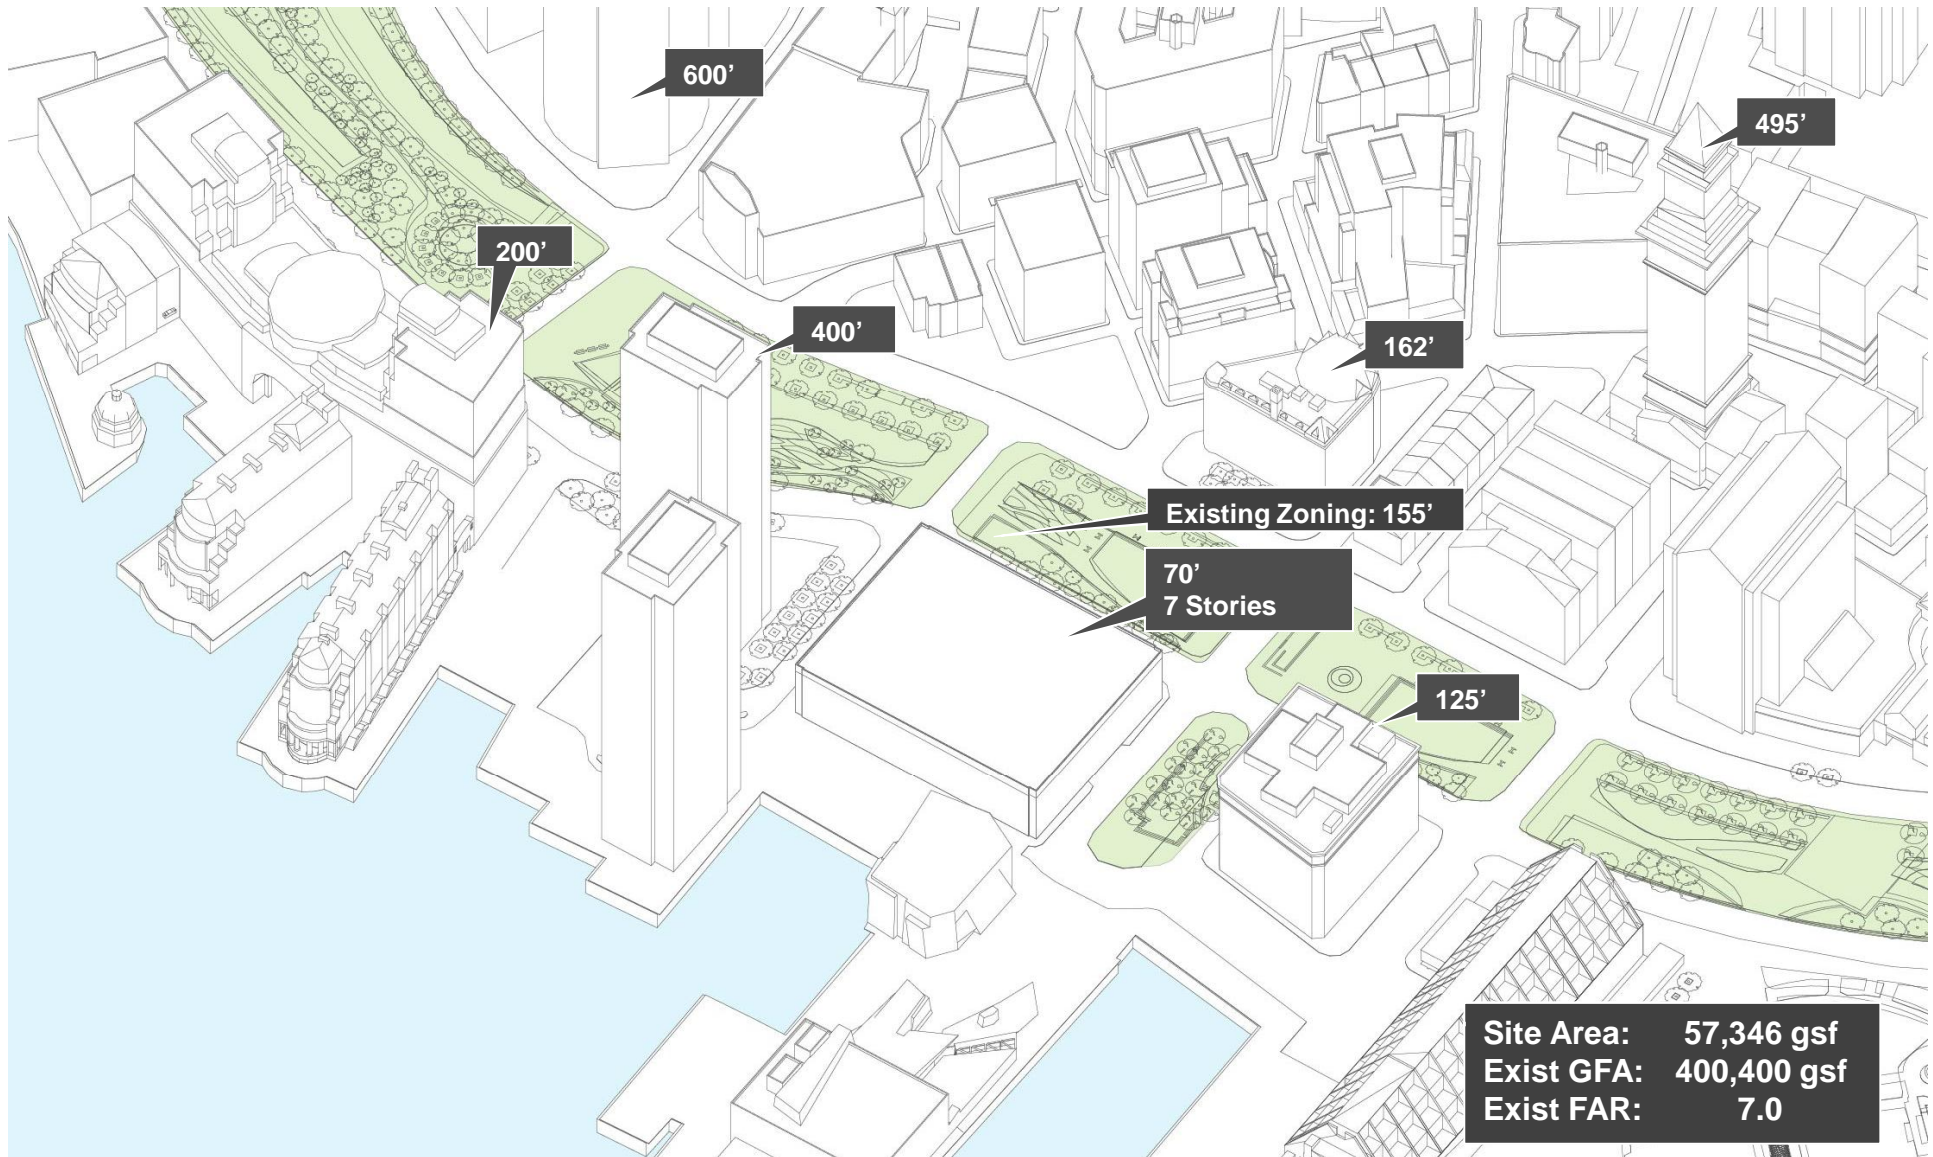 600’
495’
200’
400’
162’
Existing Zoning: 155’
70’
7 Stories
125’
Site Area: 57,346 gsf
Exist GFA: 400,400 gsf
Exist FAR: 7.0